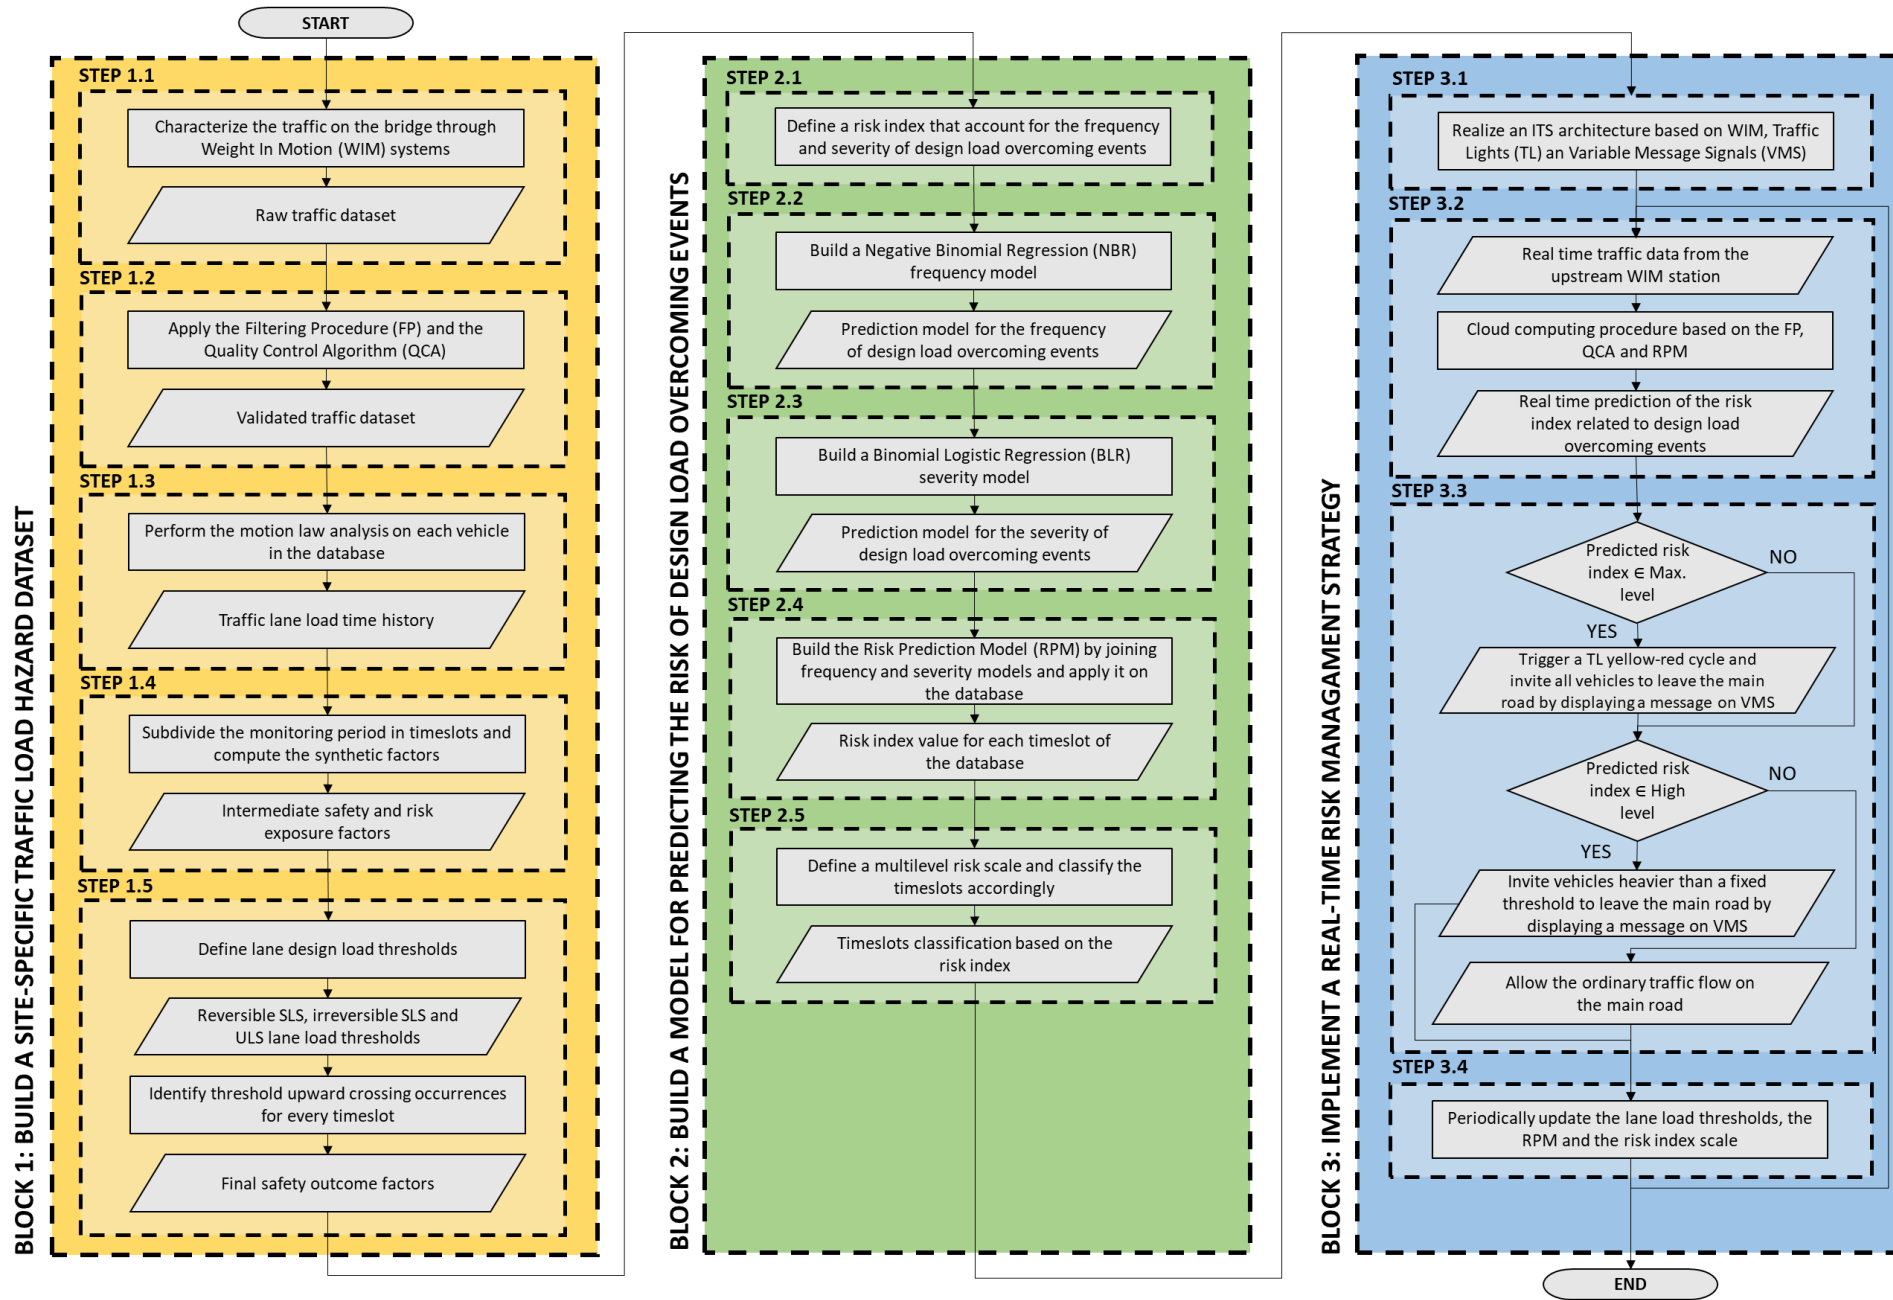 START
BLOCK 1: BUILD A SITE-SPECIFIC TRAFFIC LOAD HAZARD DATASET
STEP 1.1
Characterize the traffic on the bridge through
Weight In Motion (WIM) systems
Raw traffic dataset
STEP 1.2
Apply the Filtering Procedure (FP) and the
Quality Control Algorithm (QCA)
Validated traffic dataset
STEP 1.3
Perform the motion law analysis on each vehicle
in the database
Traffic lane load time history
STEP 1.4
Subdivide the monitoring period in timeslots and
compute the synthetic factors
Intermediate safety and risk
exposure factors
STEP 1.5
Define lane design load thresholds
Reversible SLS, irreversible SLS and
ULS lane load thresholds
Identify threshold upward crossing occurrences
for every timeslot
Final safety outcome factors
BLOCK 2: BUILD A MODEL FOR PREDICTING THE RISK OF DESIGN LOAD OVERCOMING EVENTS
STEP 2.1
Define a risk index that account for the frequency
and severity of design load overcoming events
STEP 2.2
Build a Negative Binomial Regression (NBR)
frequency model
Prediction model for the frequency
of design load overcoming events
STEP 2.3
Build a Binomial Logistic Regression (BLR)
severity model
Prediction model for the severity of
design load overcoming events
STEP 2.4
Build the Risk Prediction Model (RPM) by joining
frequency and severity models and apply it on
the database
Risk index value for each timeslot of
the database
STEP 2.5
Define a multilevel risk scale and classify the
timeslots accordingly
Timeslots classification based on the
risk index
BLOCK 3: IMPLEMENT A REAL-TIME RISK MANAGAMENT STRATEGY
STEP 3.1
Realize an ITS architecture based on WIM, Traffic
Lights (TL) an Variable Message Signals (VMS)
STEP 3.2
Real time traffic data from the
upstream WIM station
Cloud computing procedure based on the FP,
QCA and RPM
Real time prediction of the risk
index related to design load
overcoming events
STEP 3.3
Predicted risk
index ∈ Max.
level
NO
YES
Trigger a TL yellow-red cycle and
invite all vehicles to leave the main
road by displaying a message on VMS
Predicted risk
index ∈ High
level
NO
YES
Invite vehicles heavier than a fixed
threshold to leave the main road by
displaying a message on VMS
Allow the ordinary traffic flow on
the main road
STEP 3.4
Periodically update the lane load thresholds, the
RPM and the risk index scale
END